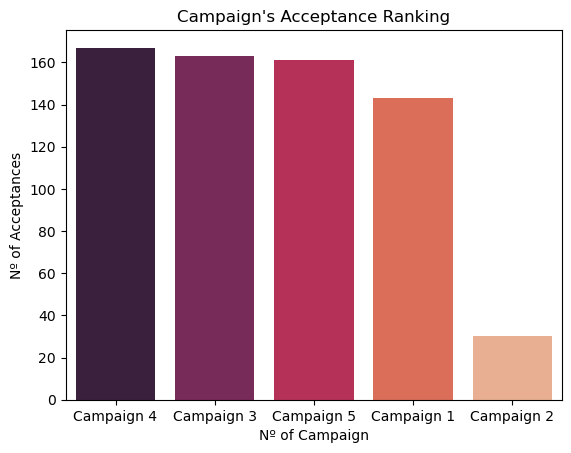 Campaign's Acceptance Ranking
Nº of Acceptances
160
140
120
100
80
60
40
20
0
Campaign 4 Campaign 3 Campaign 5 Campaign 1 Campaign 2
Nº of Campaign